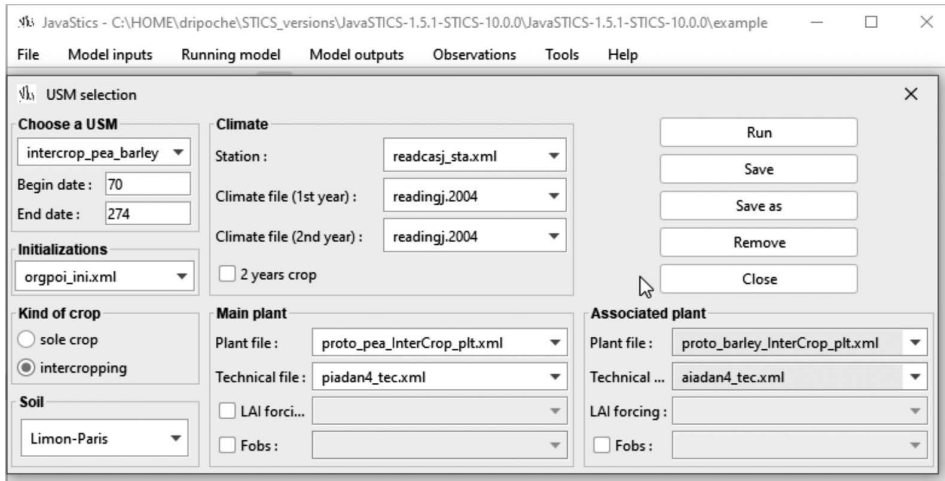 JavaStics - C:\HOME\dripoche\STICS_versions\JavaSTICS-1.5.1-STICS-10.0.0\JavaSTICS-1.5.1-STICS-10.0.0\example
File Model inputs Running model Model outputs Observations Tools Help
USM selection
Choose a USM
intercrop_pea_barley
Begin date : 70
End date : 274
Initializations
orgpoi_ini.xml
Kind of crop
sole crop
intercropping
Soil
Limon-Paris
Climate
Station : readcasj_sta.xml
Climate file (1st year) : readingj.2004
Climate file (2nd year) : readingj.2004
2 years crop
Run
Save
Save as
Remove
Close
Main plant
Plant file : proto_pea_InterCrop_plt.xml
Technical file : piadan4_tec.xml
LAI forci...
Fobs :
Associated plant
Plant file : proto_barley_InterCrop_plt.xml
Technical ... aiadan4_tec.xml
LAI forcing :
Fobs :